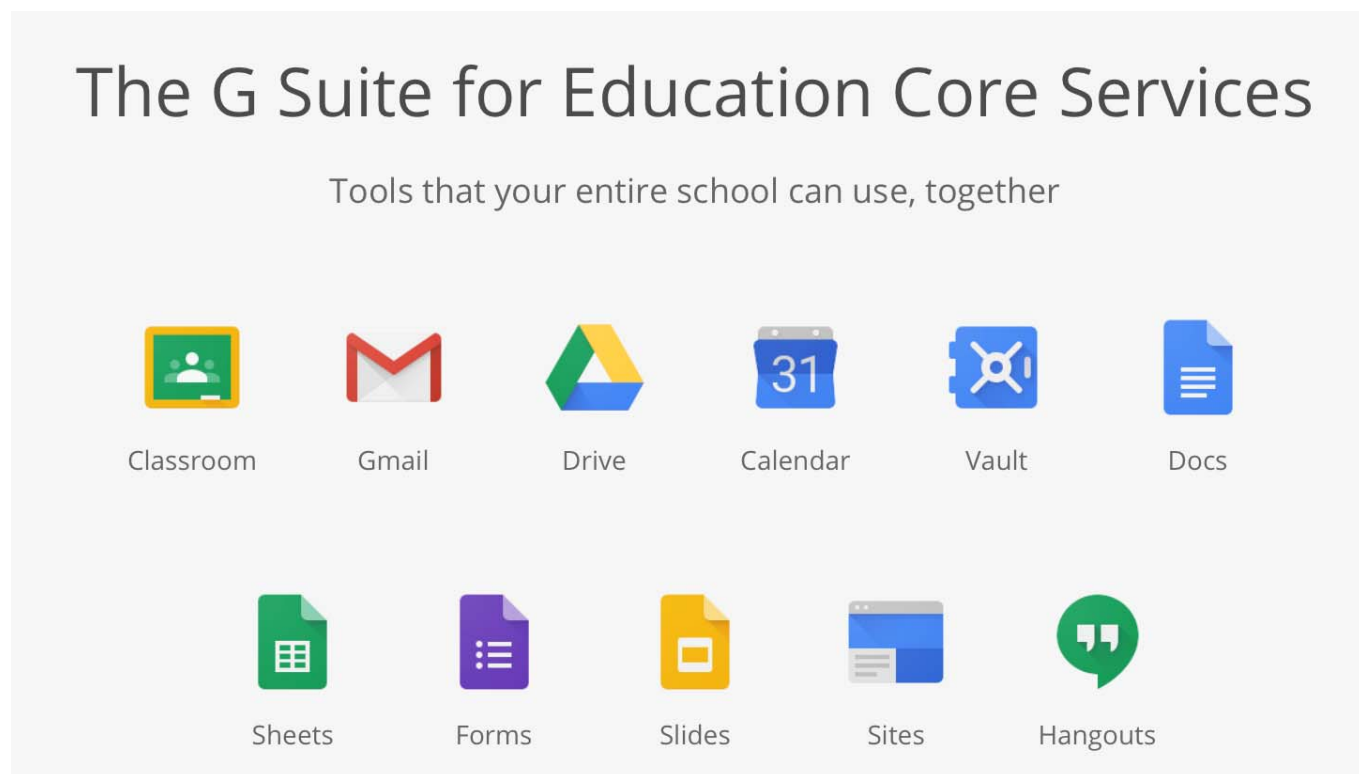 The G Suite for Education Core Services
Tools that your entire school can use, together
31
Classroom Gmail Drive Calendar Vault Docs
Sheets Forms Slides Sites Hangouts